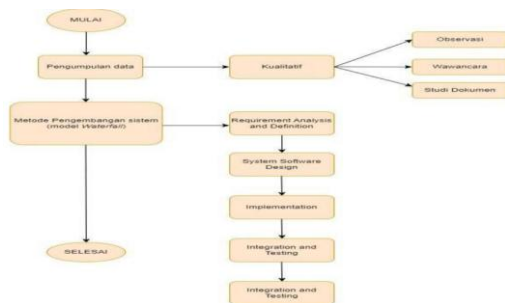 MULAI
Pengumpulan data
Kualitatif
Observasi
Wawancara
Studi Dokumen
Metode Pengembangan sistem
(model Waterfall)
Requirement Analysis
and Definition
System Software
Design
Implementation
Integration and
Testing
Integration and
Testing
SELESAI